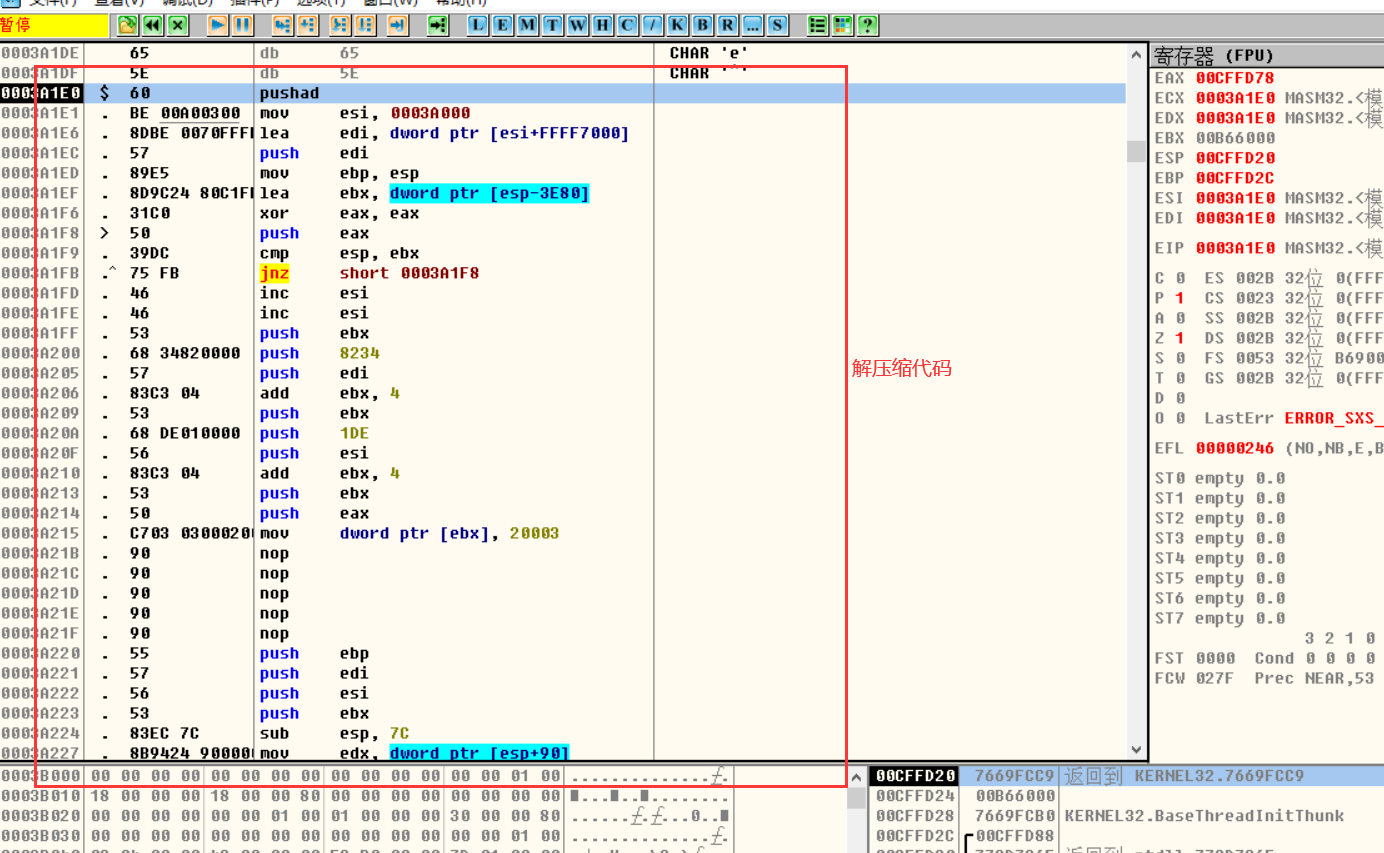 文件(F) 查看(V) 调试(D) 插件(P) 选项(T) 窗口(W) 帮助(H)
暂停 L E M T W H C / K B R ... S ?
0003A1DE 65 db 65 CHAR 'e'
0003A1DF 5E db 5E CHAR '^'
0003A1E0 $ 60 pushad
0003A1E1 . BE 00A00300 mov esi, 0003A000
0003A1E6 . 8DBE 0070FFF lea edi, dword ptr [esi+FFFF7000]
0003A1EC . 57 push edi
0003A1ED . 89E5 mov ebp, esp
0003A1EF . 8D9C24 80C1F lea ebx, dword ptr [esp-3E80]
0003A1F6 . 31C0 xor eax, eax
0003A1F8 > 50 push eax
0003A1F9 . 39DC cmp esp, ebx
0003A1FB .^ 75 FB jnz short 0003A1F8
0003A1FD . 46 inc esi
0003A1FE . 46 inc esi
0003A1FF . 53 push ebx
0003A200 . 68 34820000 push 8234
0003A205 . 57 push edi
0003A206 . 83C3 04 add ebx, 4
0003A209 . 53 push ebx
0003A20A . 68 DE010000 push 1DE
0003A20F . 56 push esi
0003A210 . 83C3 04 add ebx, 4
0003A213 . 53 push ebx
0003A214 . 50 push eax
0003A215 . C703 0300020 mov dword ptr [ebx], 20003
0003A21B . 90 nop
0003A21C . 90 nop
0003A21D . 90 nop
0003A21E . 90 nop
0003A21F . 90 nop
0003A220 . 55 push ebp
0003A221 . 57 push edi
0003A222 . 56 push esi
0003A223 . 53 push ebx
0003A224 . 83EC 7C sub esp, 7C
0003A227 . 8B9424 90000 mov edx, dword ptr [esp+90]
解压缩代码
寄存器 (FPU)
EAX 00CFFD78
ECX 0003A1E0 MASM32.<模
EDX 0003A1E0 MASM32.<模
EBX 00B66000
ESP 00CFFD20
EBP 00CFFD2C
ESI 0003A1E0 MASM32.<模
EDI 0003A1E0 MASM32.<模
EIP 0003A1E0 MASM32.<模
C 0 ES 002B 32位 0(FFF
P 1 CS 0023 32位 0(FFF
A 0 SS 002B 32位 0(FFF
Z 1 DS 002B 32位 0(FFF
S 0 FS 0053 32位 B6900
T 0 GS 002B 32位 0(FFF
D 0
O 0 LastErr ERROR_SXS_
EFL 00000246 (NO,NB,E,B
ST0 empty 0.0
ST1 empty 0.0
ST2 empty 0.0
ST3 empty 0.0
ST4 empty 0.0
ST5 empty 0.0
ST6 empty 0.0
ST7 empty 0.0
3 2 1 0
FST 0000 Cond 0 0 0 0
FCW 027F Prec NEAR,53
0003B000 00 00 00 00 00 00 00 00 00 00 00 00 00 00 01 00
0003B010 18 00 00 00 18 00 00 80 00 00 00 00 00 00 00 00
0003B020 00 00 00 00 00 00 01 00 01 00 00 00 30 00 00 80
0003B030 00 00 00 00 00 00 00 00 00 00 00 00 00 00 01 00
00CFFD20 7669FCC9 返回到 KERNEL32.7669FCC9
00CFFD24 00B66000
00CFFD28 7669FCB0 KERNEL32.BaseThreadInitThunk
00CFFD2C 00CFFD88